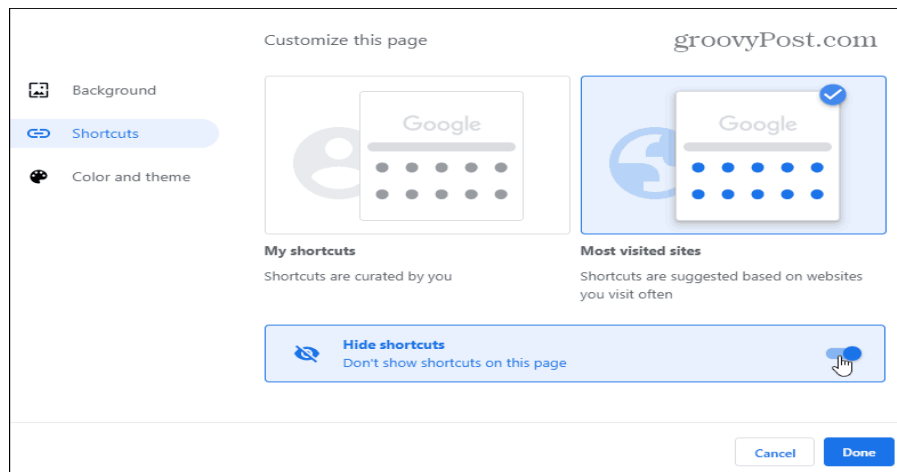 Customize this page
groovyPost.com
Background
Shortcuts
Color and theme
Google
Google
My shortcuts
Shortcuts are curated by you
Most visited sites
Shortcuts are suggested based on websites
you visit often
Hide shortcuts
Don't show shortcuts on this page
Cancel
Done